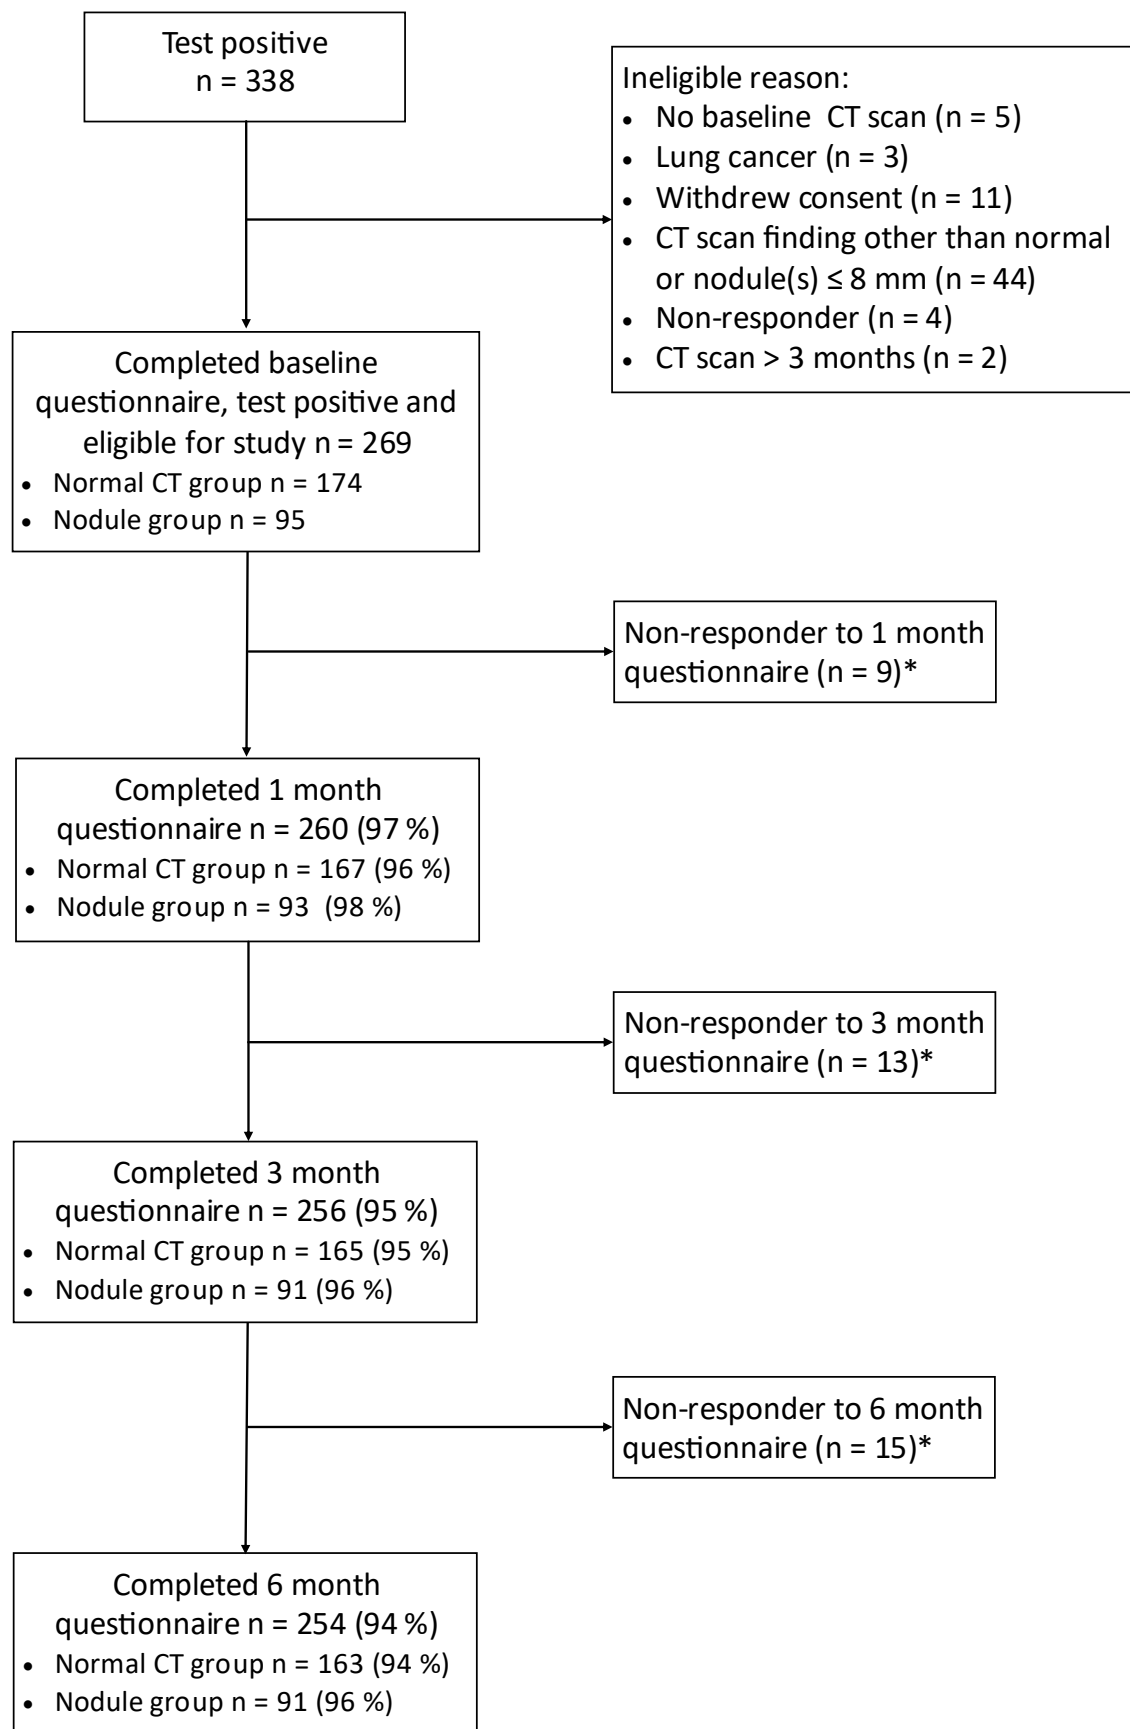 Test positive
n = 338
Ineligible reason:
• No baseline  CT scan (n = 5)
• Lung cancer (n = 3)
• Withdrew consent (n = 11)
• CT scan finding other than normal
or nodule(s) ≤ 8 mm (n = 44)
• Non-responder (n = 4)
• CT scan > 3 months (n = 2)
Completed baseline
questionnaire, test positive and
eligible for study n = 269
• Normal CT group n = 174
• Nodule group n = 95
Non-responder to 1 month
questionnaire (n = 9)*
Completed 1 month
questionnaire n = 260 (97 %)
• Normal CT group n = 167 (96 %)
• Nodule group n = 93  (98 %)
Non-responder to 3 month
questionnaire (n = 13)*
Completed 3 month
questionnaire n = 256 (95 %)
• Normal CT group n = 165 (95 %)
• Nodule group n = 91 (96 %)
Non-responder to 6 month
questionnaire (n = 15)*
Completed 6 month
questionnaire n = 254 (94 %)
• Normal CT group n = 163 (94 %)
• Nodule group n = 91 (96 %)